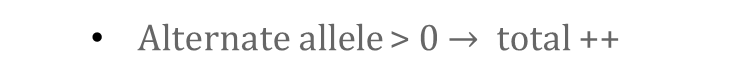 • Alternate allele > 0 → total ++